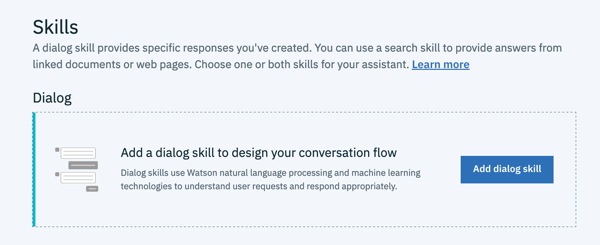 Skills
A dialog skill provides specific responses you've created. You can use a search skill to provide answers from
linked documents or web pages. Choose one or both skills for your assistant. Learn more
Dialog
Add a dialog skill to design your conversation flow
Dialog skills use Watson natural language processing and machine learning
technologies to understand user requests and respond appropriately.
Add dialog skill